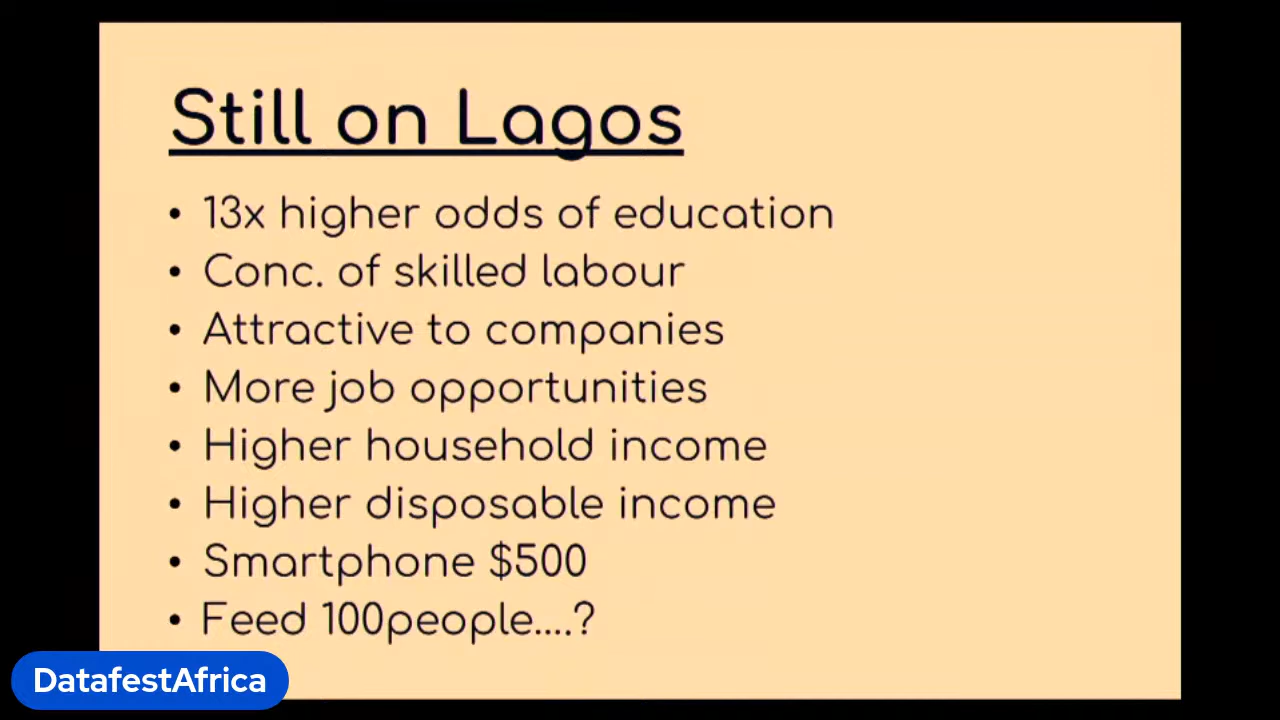 Still on Lagos
• 13x higher odds of education
• Conc. of skilled labour
• Attractive to companies
• More job opportunities
• Higher household income
• Higher disposable income
• Smartphone $500
• Feed 100people....?
DatafestAfrica